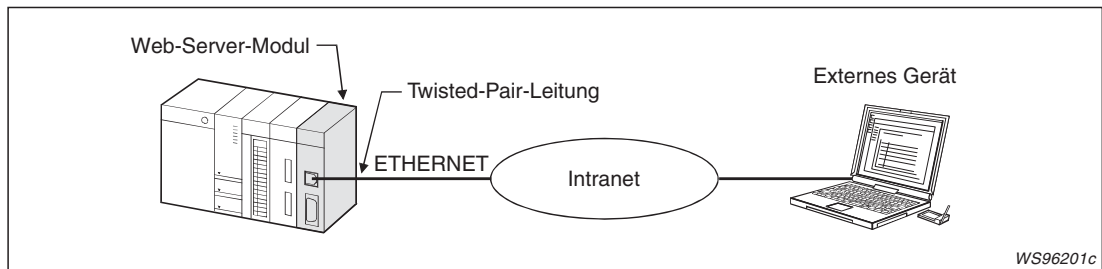 Web-Server-Modul
Twisted-Pair-Leitung
Externes Gerät
ETHERNET
Intranet
WS96201c